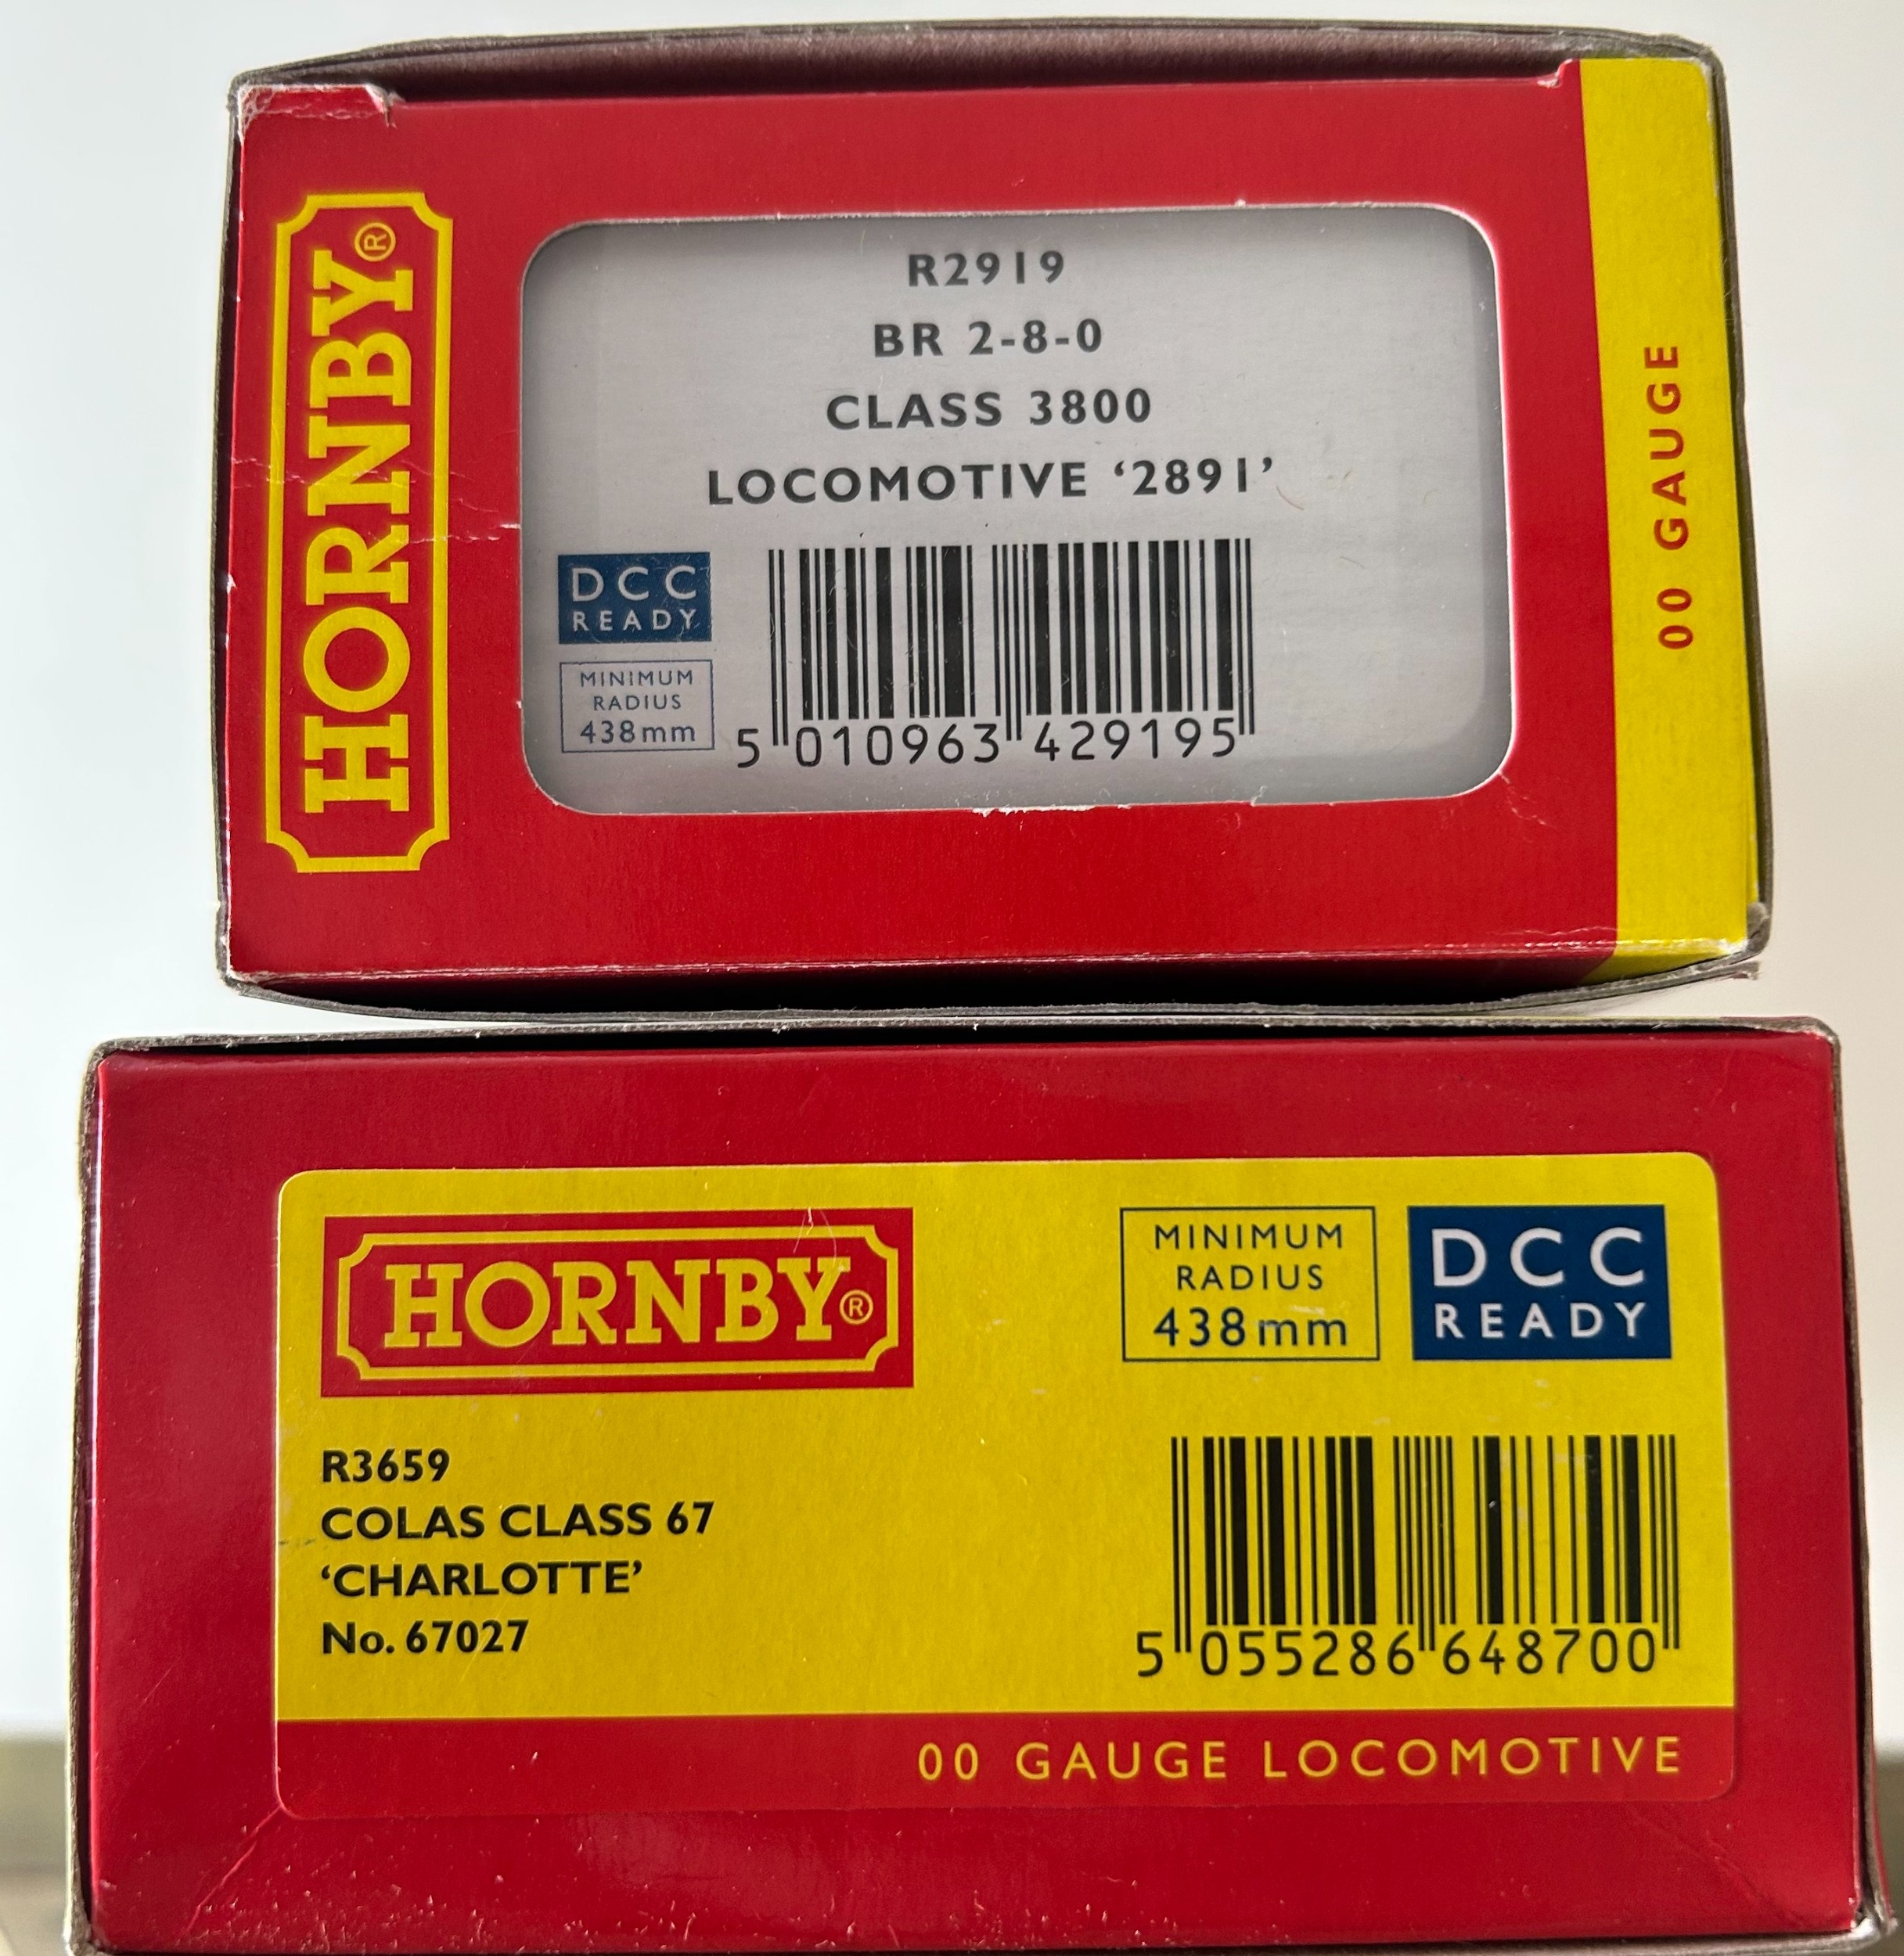 HORNBY®
R2919
BR 2-8-0
CLASS 3800
LOCOMOTIVE ‘2891’
DCC
READY
MINIMUM
RADIUS
438mm
5 010963 429195
00 GAUGE
HORNBY®
MINIMUM
RADIUS
438mm
DCC
READY
R3659
COLAS CLASS 67
‘CHARLOTTE’
No. 67027
5 055286 648700
00 GAUGE LOCOMOTIVE